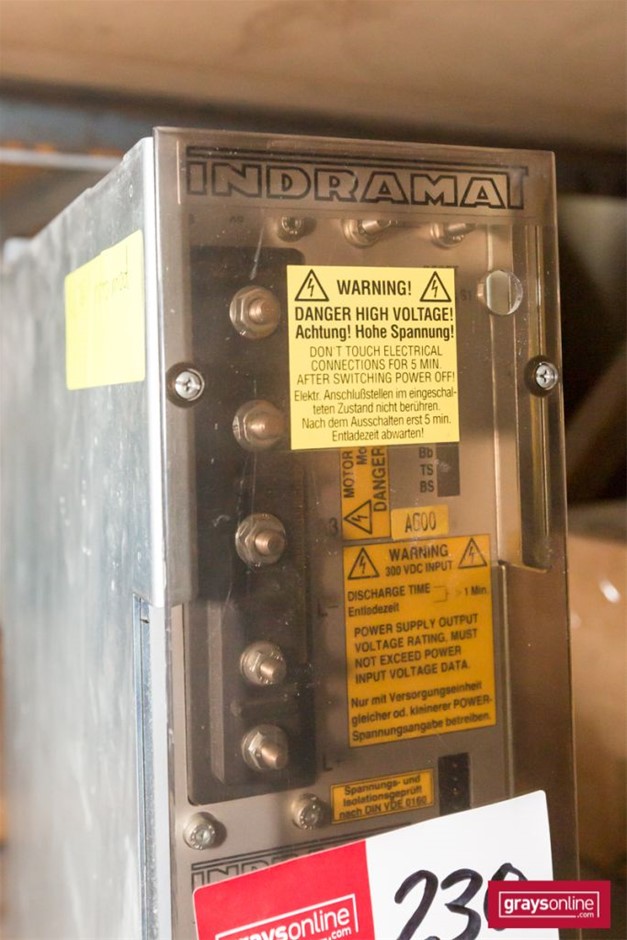 INDRAMAT
WARNING!
DANGER HIGH VOLTAGE!
Achtung! Hohe Spannung!
DON'T TOUCH ELECTRICAL
CONNECTIONS FOR 5 MIN.
AFTER SWITCHING POWER OFF!
Elektr. Anschlußstellen im eingeschal-
teten Zustand nicht berühren.
Nach dem Ausschalten erst 5 min.
Entladezeit abwarten!
MOTOR
DANGER
Bb
TS
BS
3
A600
WARNING
300 VDC INPUT
DISCHARGE TIME > 1 Min.
Entladezeit
POWER SUPPLY OUTPUT
VOLTAGE RATING. MUST
NOT EXCEED POWER
INPUT VOLTAGE DATA.
Nur mit Versorgungseinheit
gleicher od. kleinerer POWER-
Spannungsangabe betreiben.
L-
Spannungs- und
Isolationsgeprüft
nach DIN VDE 0160
graysonline
.com
230
graysonline
.com